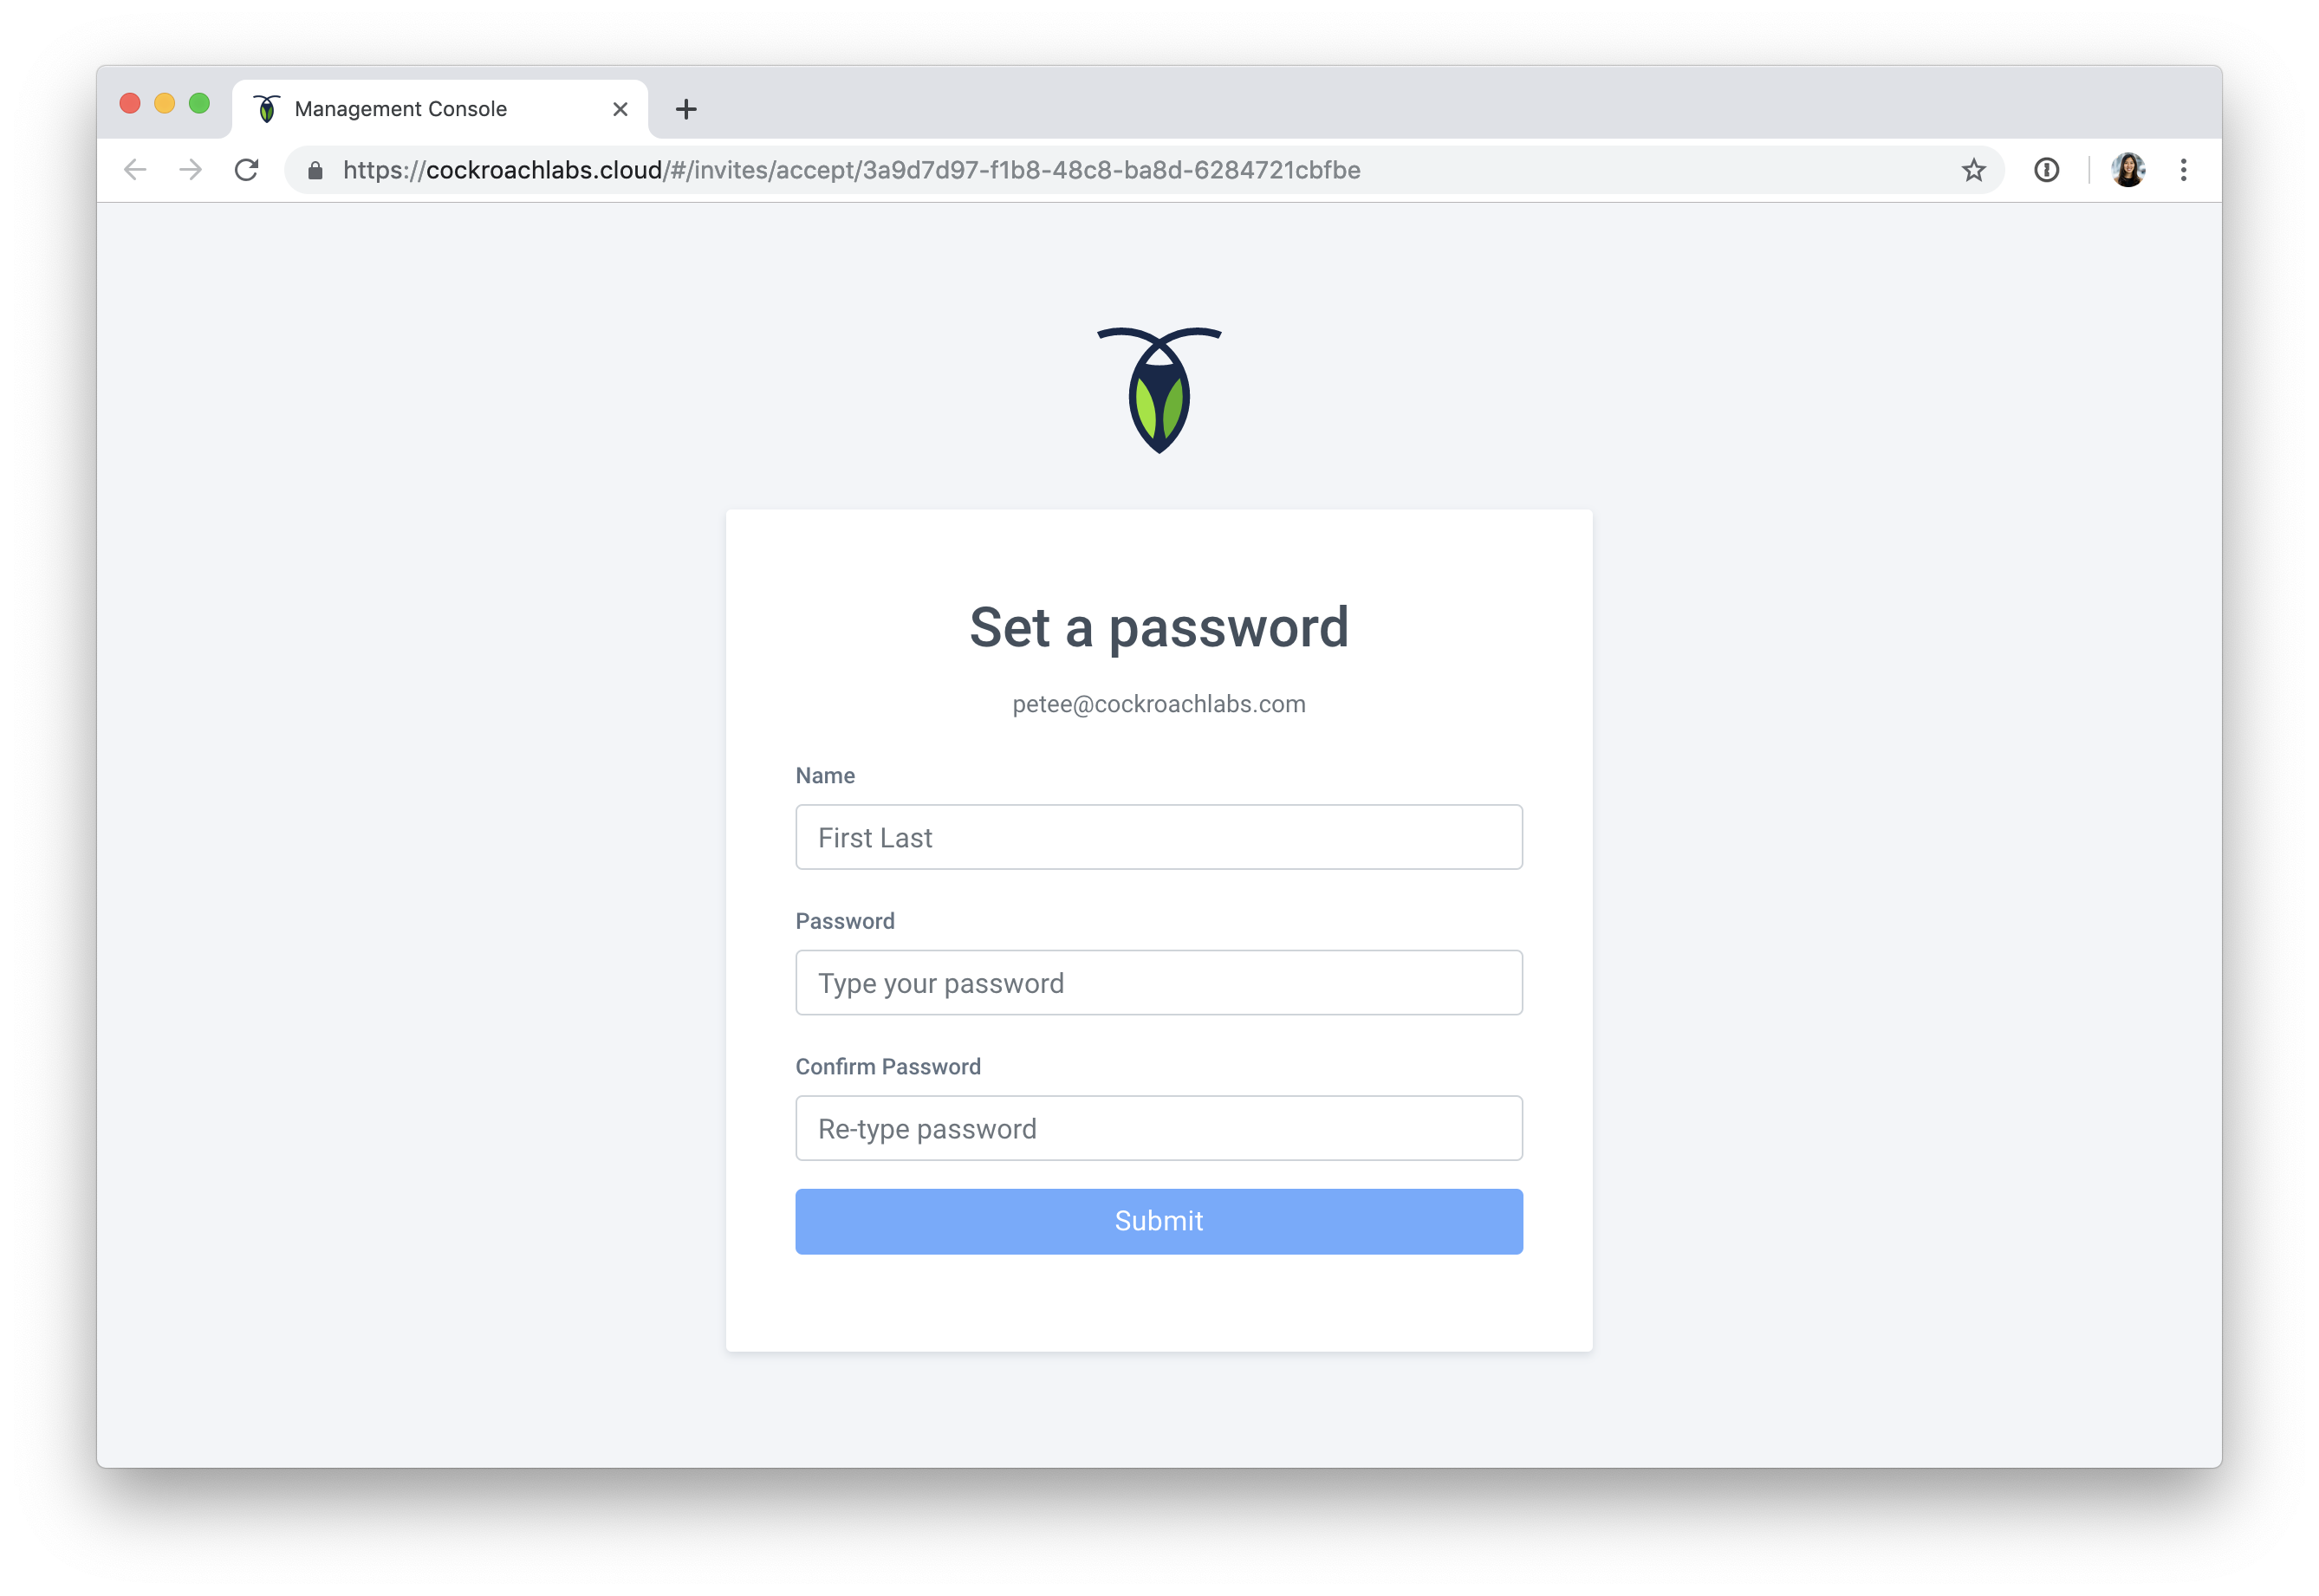 Management Console
https://cockroachlabs.cloud/#/invites/accept/3a9d7d97-f1b8-48c8-ba8d-6284721cbfbe
Set a password
petee@cockroachlabs.com
Name
First Last
Password
Type your password
Confirm Password
Re-type password
Submit